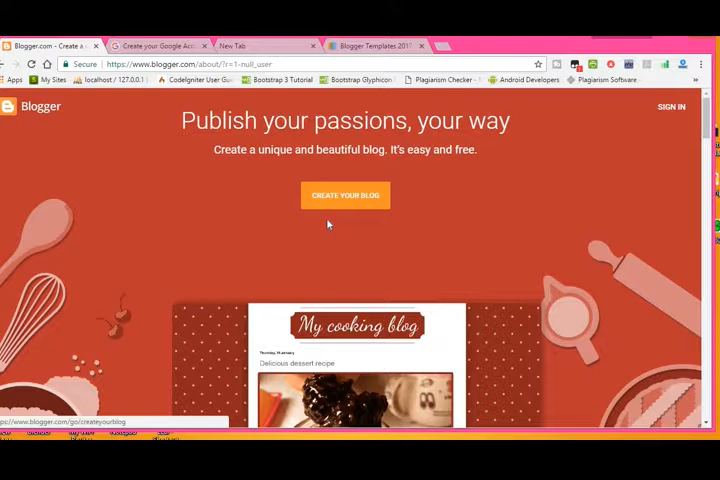 Blogger.com - Create a u
Create your Google Acc
New Tab
Blogger Templates 2017
Secure
https://www.blogger.com/about/?r=1-null_user
Apps
My Sites
localhost / 127.0.0.1
CodeIgniter User Gui
Bootstrap 3 Tutorial
Bootstrap Glyphicon
Plagiarism Checker -
Android Developers
Plagiarism Software -
Blogger
SIGN IN
Publish your passions, your way
Create a unique and beautiful blog. It's easy and free.
CREATE YOUR BLOG
My cooking blog
Delicious dessert recipe
ps://www.blogger.com/go/createyourblog